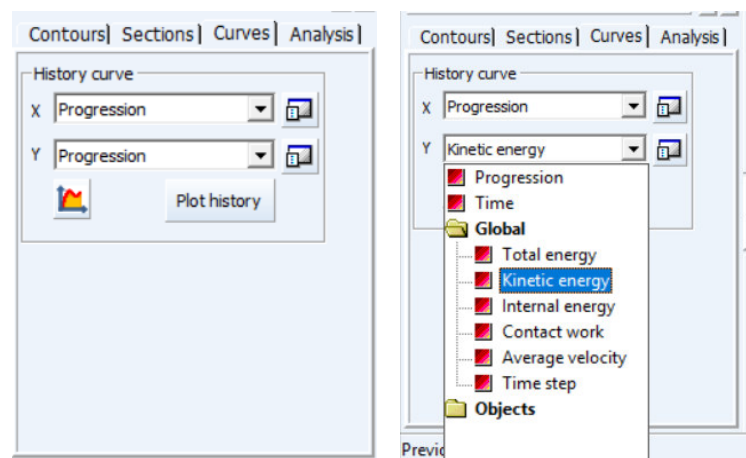 Contours Sections Curves Analysis
History curve
X Progression
Y Progression
Plot history
Contours Sections Curves Analysis
History curve
X Progression
Y Kinetic energy
Progression
Time
Global
Total energy
Kinetic energy
Internal energy
Contact work
Average velocity
Time step
Objects